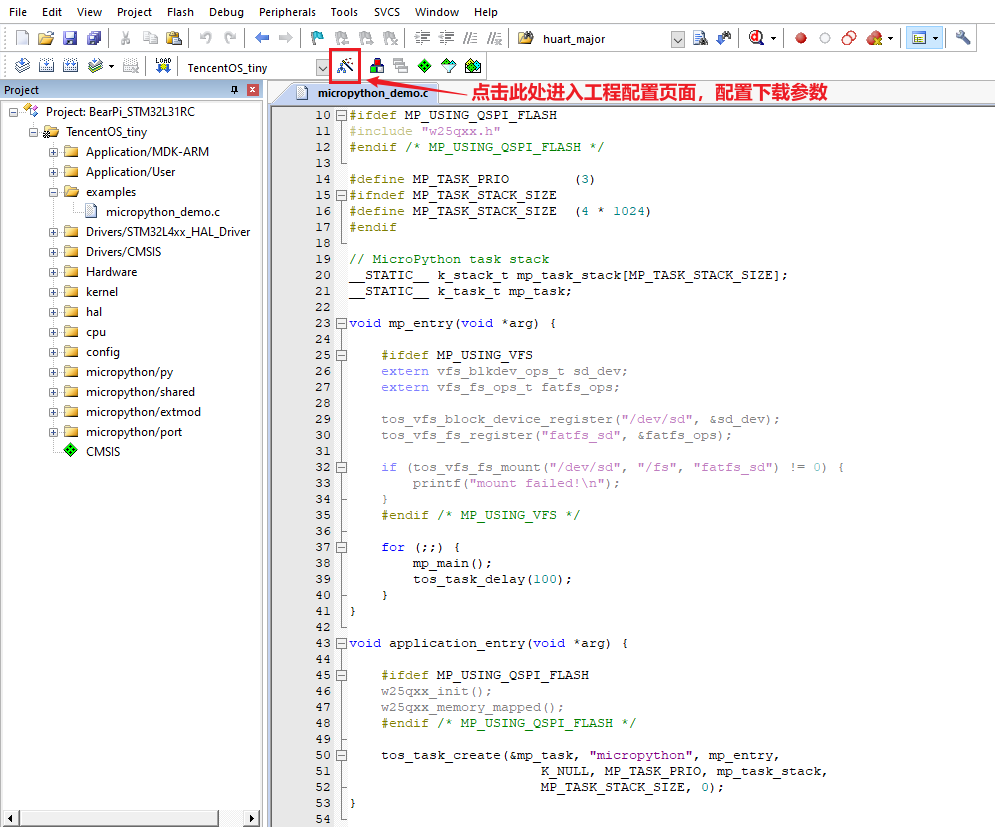 File Edit View Project Flash Debug Peripherals Tools SVCS Window Help
huart_major
LOAD
TencentOS_tiny
Project
micropython_demo.c
点击此处进入工程配置页面，配置下载参数
Project: BearPi_STM32L31RC
TencentOS_tiny
Application/MDK-ARM
Application/User
examples
micropython_demo.c
Drivers/STM32L4xx_HAL_Driver
Drivers/CMSIS
Hardware
kernel
hal
cpu
config
micropython/py
micropython/shared
micropython/extmod
micropython/port
CMSIS
10 #ifdef MP_USING_QSPI_FLASH
11 #include "w25qxx.h"
12 #endif /* MP_USING_QSPI_FLASH */
13
14 #define MP_TASK_PRIO (3)
15 #ifndef MP_TASK_STACK_SIZE
16 #define MP_TASK_STACK_SIZE (4 * 1024)
17 #endif
18
19 // MicroPython task stack
20 __STATIC__ k_stack_t mp_task_stack[MP_TASK_STACK_SIZE];
21 __STATIC__ k_task_t mp_task;
22
23 void mp_entry(void *arg) {
24
25 #ifdef MP_USING_VFS
26 extern vfs_blkdev_ops_t sd_dev;
27 extern vfs_fs_ops_t fatfs_ops;
28
29 tos_vfs_block_device_register("/dev/sd", &sd_dev);
30 tos_vfs_fs_register("fatfs_sd", &fatfs_ops);
31
32 if (tos_vfs_fs_mount("/dev/sd", "/fs", "fatfs_sd") != 0) {
33 printf("mount failed!\n");
34 }
35 #endif /* MP_USING_VFS */
36
37 for (;;) {
38 mp_main();
39 tos_task_delay(100);
40 }
41 }
42
43 void application_entry(void *arg) {
44
45 #ifdef MP_USING_QSPI_FLASH
46 w25qxx_init();
47 w25qxx_memory_mapped();
48 #endif /* MP_USING_QSPI_FLASH */
49
50 tos_task_create(&mp_task, "micropython", mp_entry,
51 K_NULL, MP_TASK_PRIO, mp_task_stack,
52 MP_TASK_STACK_SIZE, 0);
53 }
54